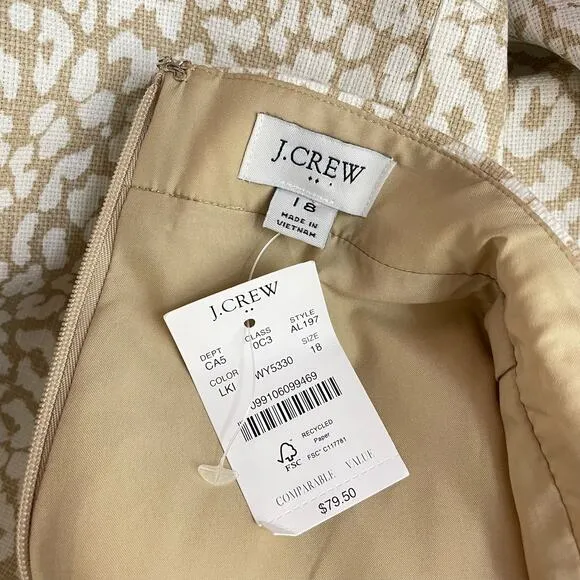 J.CREW
18
MADE IN
VIETNAM
J.CREW
DEPT CLASS STYLE
CA5 0C3 AL197
COLOR SIZE
LKI WY5330 18
099106099469
FSC
RECYCLED
Paper
FSC® C117781
COMPARABLE VALUE
$79.50